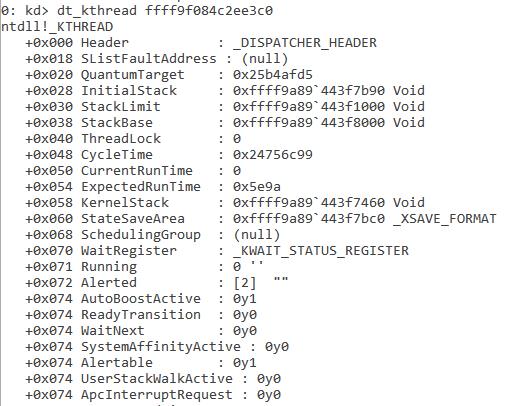 0: kd> dt_kthread ffff9f084c2ee3c0
ntdll!_KTHREAD
+0x000 Header : _DISPATCHER_HEADER
+0x018 SListFaultAddress : (null)
+0x020 QuantumTarget : 0x25b4afd5
+0x028 InitialStack : 0xffff9a89`443f7b90 Void
+0x030 StackLimit : 0xffff9a89`443f1000 Void
+0x038 StackBase : 0xffff9a89`443f8000 Void
+0x040 ThreadLock : 0
+0x048 CycleTime : 0x24756c99
+0x050 CurrentRunTime : 0
+0x054 ExpectedRunTime : 0x5e9a
+0x058 KernelStack : 0xffff9a89`443f7460 Void
+0x060 StateSaveArea : 0xffff9a89`443f7bc0 _XSAVE_FORMAT
+0x068 SchedulingGroup : (null)
+0x070 WaitRegister : _KWAIT_STATUS_REGISTER
+0x071 Running : 0 ''
+0x072 Alerted : [2] ""
+0x074 AutoBoostActive : 0y1
+0x074 ReadyTransition : 0y0
+0x074 WaitNext : 0y0
+0x074 SystemAffinityActive : 0y0
+0x074 Alertable : 0y1
+0x074 UserStackWalkActive : 0y0
+0x074 ApcInterruptRequest : 0y0